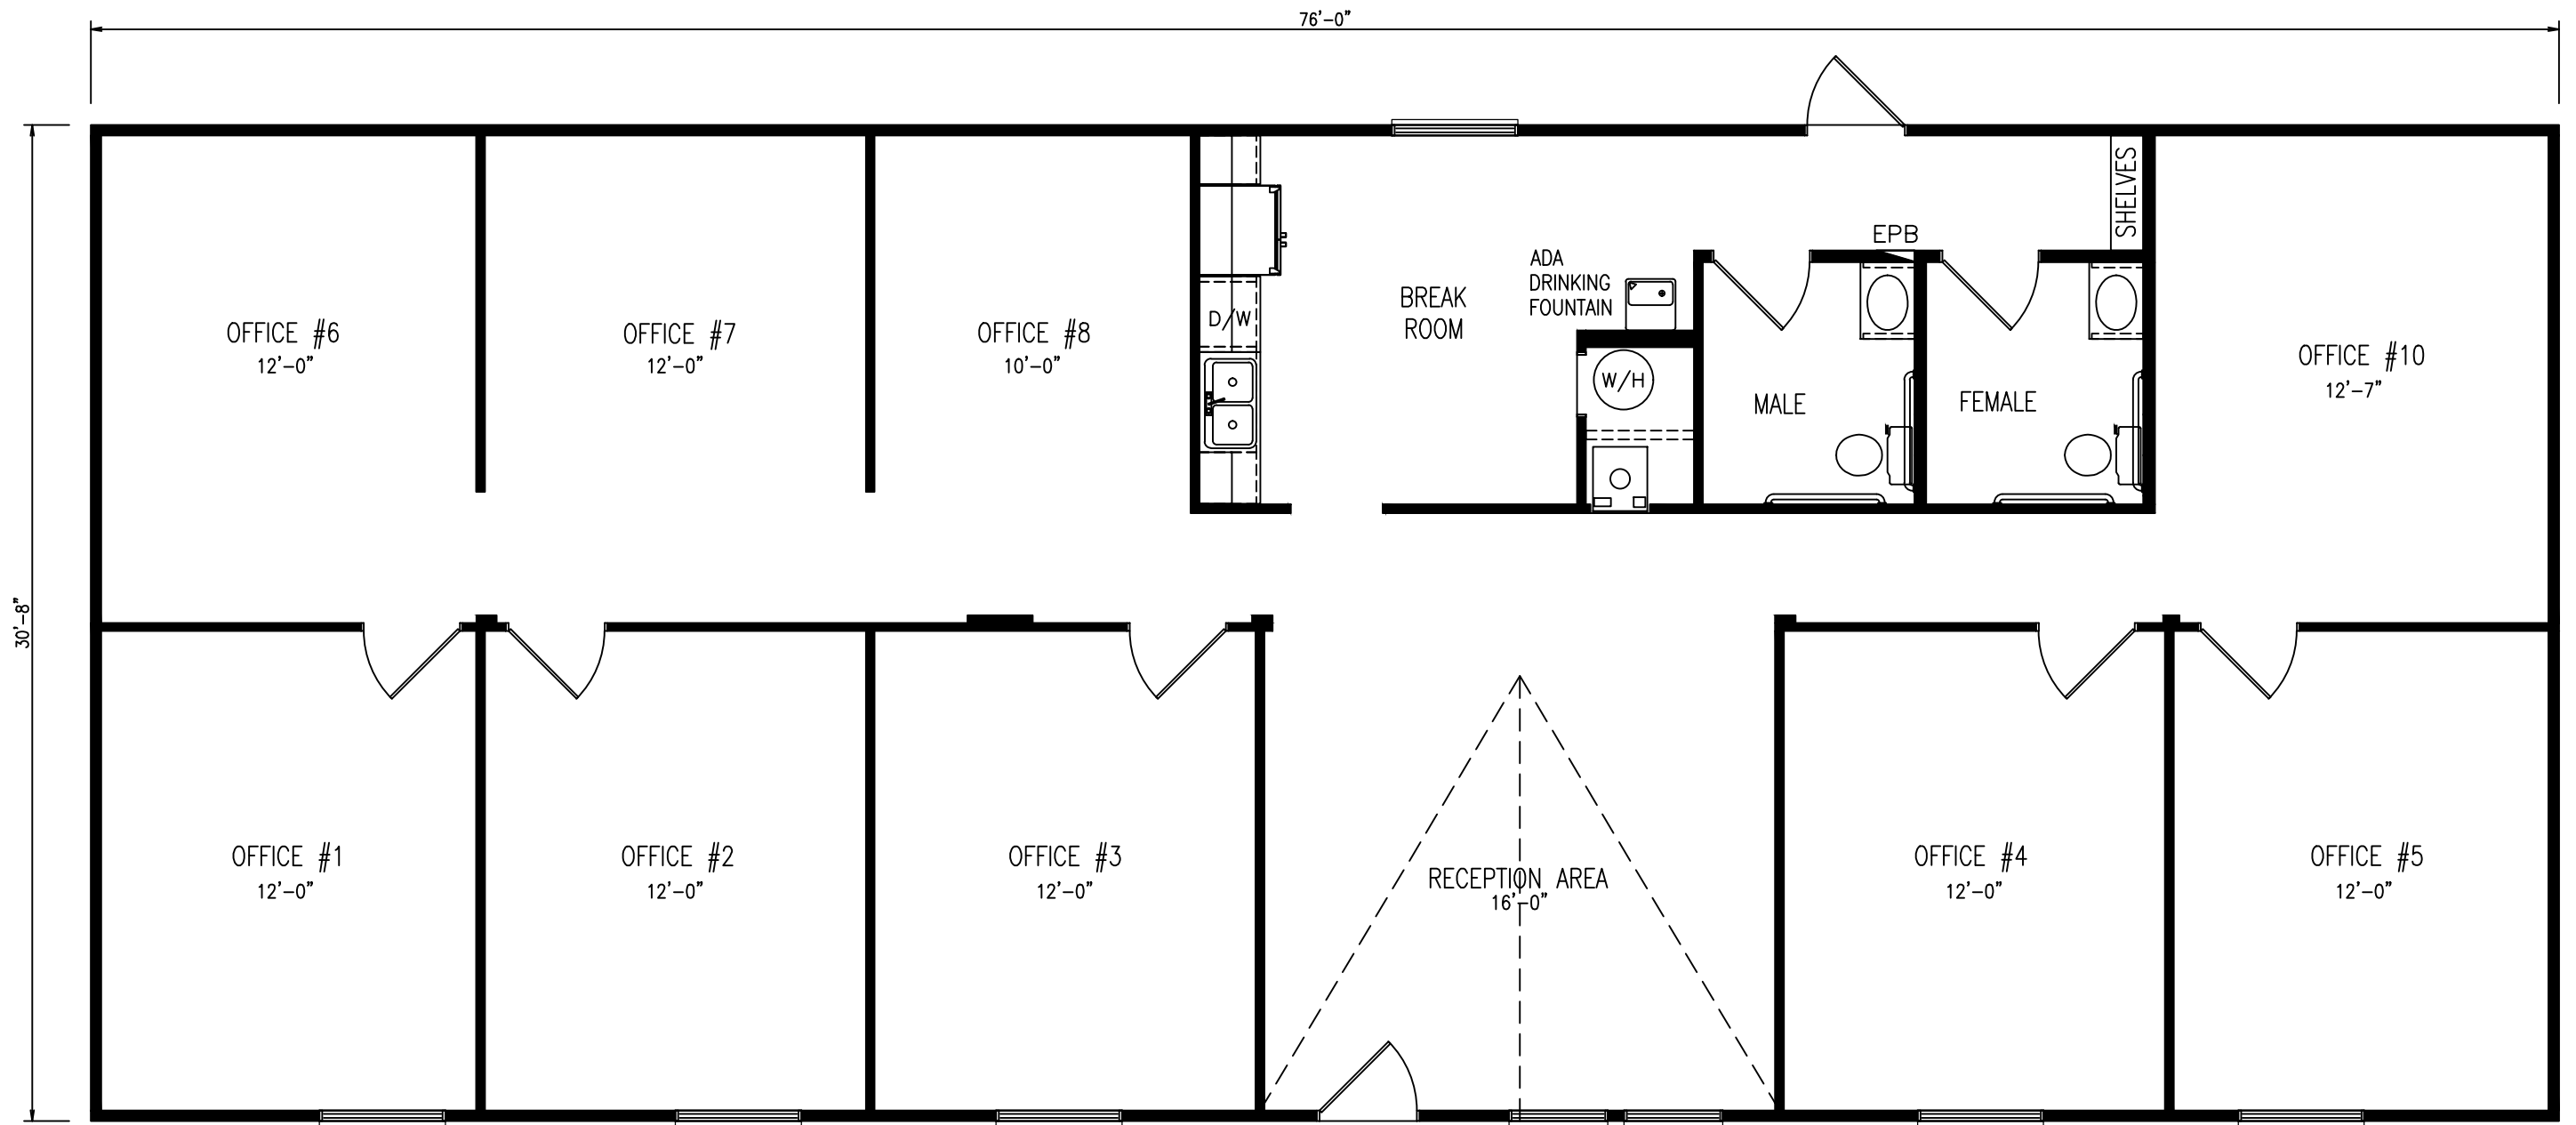 76'-0"
30'-8"
OFFICE #6
12'-0"
OFFICE #7
12'-0"
OFFICE #8
10'-0"
D/W
BREAK
ROOM
ADA
DRINKING
FOUNTAIN
W/H
EPB
SHELVES
MALE
FEMALE
OFFICE #10
12'-7"
OFFICE #1
12'-0"
OFFICE #2
12'-0"
OFFICE #3
12'-0"
RECEPTION AREA
16'-0"
OFFICE #4
12'-0"
OFFICE #5
12'-0"